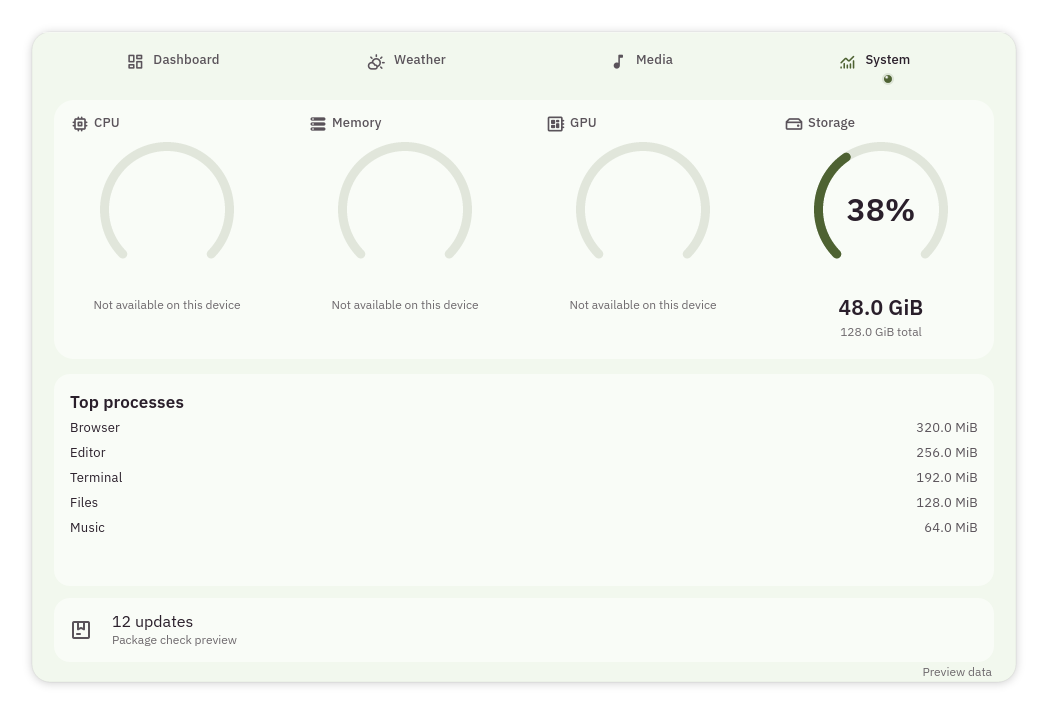 Dashboard
Weather
Media
System
CPU
Memory
GPU
Storage
38%
Not available on this device
Not available on this device
Not available on this device
48.0 GiB
128.0 GiB total
Top processes
Browser 320.0 MiB
Editor 256.0 MiB
Terminal 192.0 MiB
Files 128.0 MiB
Music 64.0 MiB
12 updates
Package check preview
Preview data